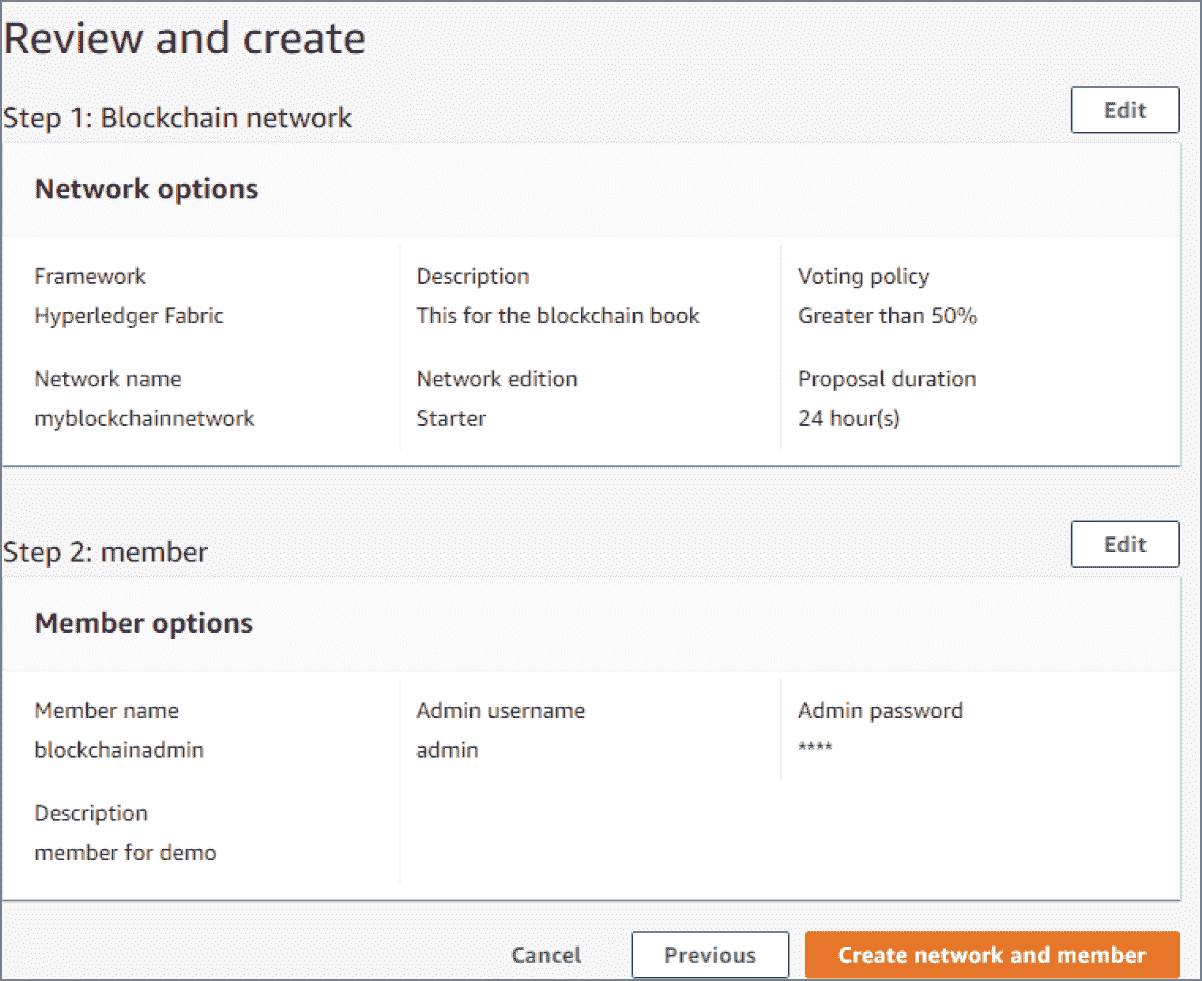 Review and create
Step 1: Blockchain network
Edit
Network options
Framework
Hyperledger Fabric
Description
This for the blockchain book
Voting policy
Greater than 50%
Network name
myblockchainnetwork
Network edition
Starter
Proposal duration
24 hour(s)
Step 2: member
Edit
Member options
Member name
blockchainadmin
Admin username
admin
Admin password
****
Description
member for demo
Cancel
Previous
Create network and member